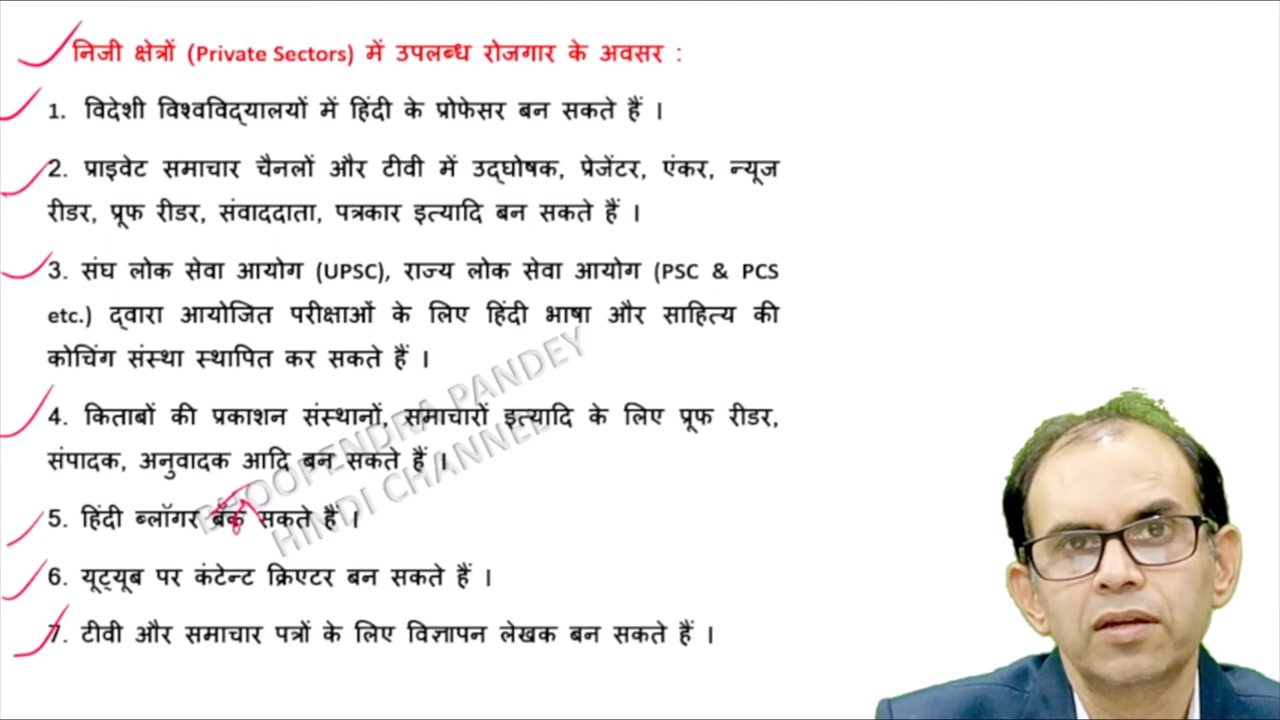 निजी क्षेत्रों (Private Sectors) में उपलब्ध रोजगार के अवसर :
1. विदेशी विश्वविद्‌यालयों में हिंदी के प्रोफेसर बन सकते हैं ।
2. प्राइवेट समाचार चैनलों और टीवी में उद्‌घोषक, प्रेजेंटर, एंकर, न्यूज
रीडर, प्रूफ रीडर, संवाददाता, पत्रकार इत्यादि बन सकते हैं ।
3. संघ लोक सेवा आयोग (UPSC), राज्य लोक सेवा आयोग (PSC & PCS
etc.) द्‌वारा आयोजित परीक्षाओं के लिए हिंदी भाषा और साहित्य की
कोचिंग संस्था स्थापित कर सकते हैं ।
4. किताबों की प्रकाशन संस्थानों, समाचारों इत्यादि के लिए प्रूफ रीडर,
संपादक, अनुवादक आदि बन सकते हैं ।
5. हिंदी ब्लॉगर सकते हैं ।
6. यूट्‌यूब पर कंटेन्ट क्रिएटर बन सकते हैं ।
7. टीवी और समाचार पत्रों के लिए विज्ञापन लेखक बन सकते हैं ।
BHOOPENDRA PANDEY
HINDI CHANNEL